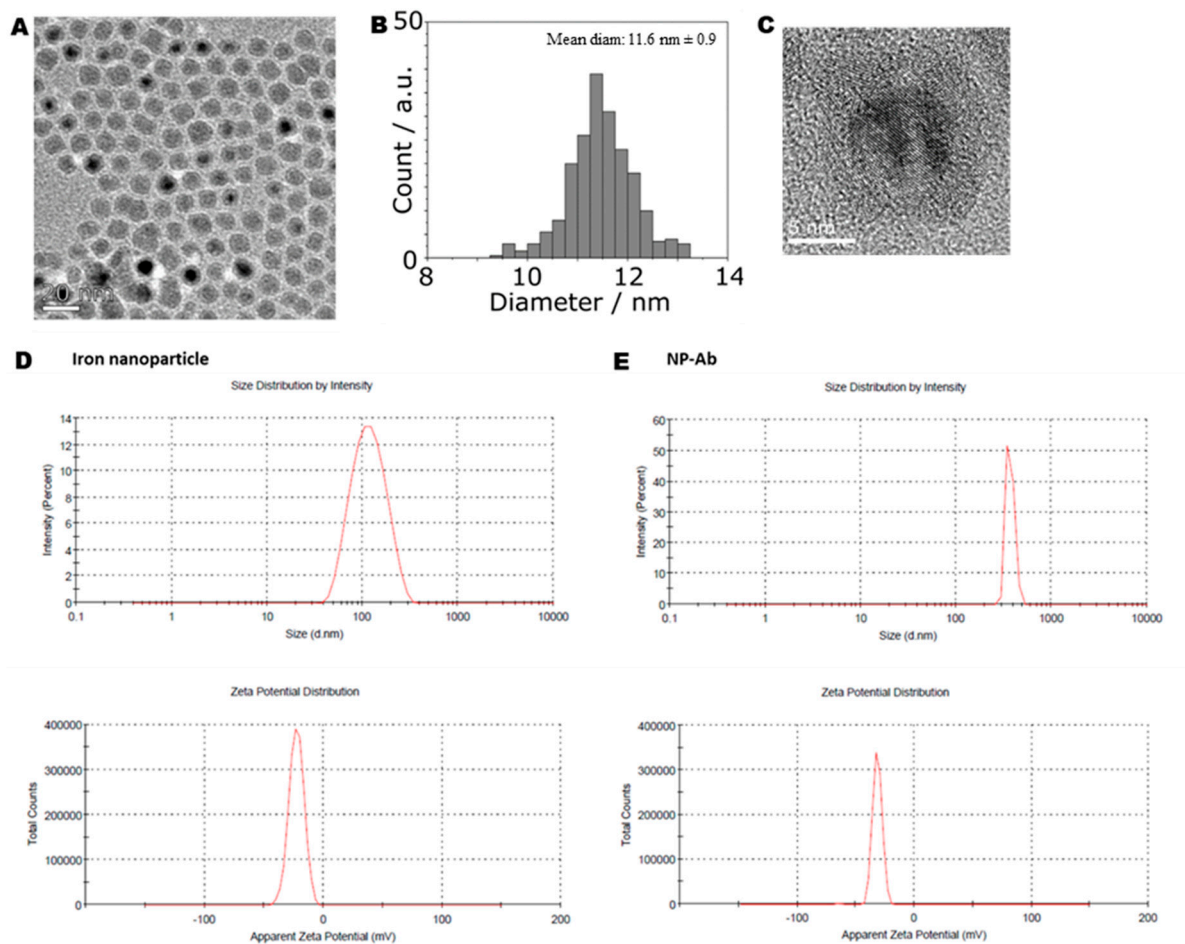 A
20 nm
B
50
Mean diam: 11.6 nm ± 0.9
Count / a.u.
0
8
10
12
14
Diameter / nm
C
5 nm
D
Iron nanoparticle
Size Distribution by Intensity
Intensity (Percent)
14
12
10
8
6
4
2
0
0.1
1
10
100
1000
10000
Size (d.nm)
Zeta Potential Distribution
Total Counts
400000
300000
200000
100000
0
-100
0
100
200
Apparent Zeta Potential (mV)
E
NP-Ab
Size Distribution by Intensity
Intensity (Percent)
60
50
40
30
20
10
0
0.1
1
10
100
1000
10000
Size (d.nm)
Zeta Potential Distribution
Total Counts
400000
300000
200000
100000
0
-100
0
100
200
Apparent Zeta Potential (mV)